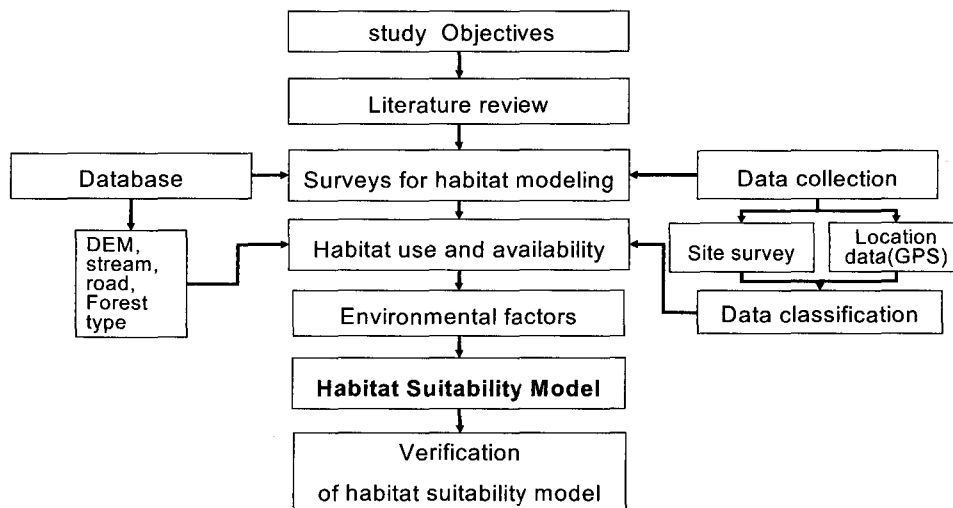 study Objectives
Literature review
Database
Surveys for habitat modeling
Data collection
DEM,
stream,
road,
Forest
type
Habitat use and availability
Site survey
Location
data(GPS)
Environmental factors
Data classification
Habitat Suitability Model
Verification
of habitat suitability model